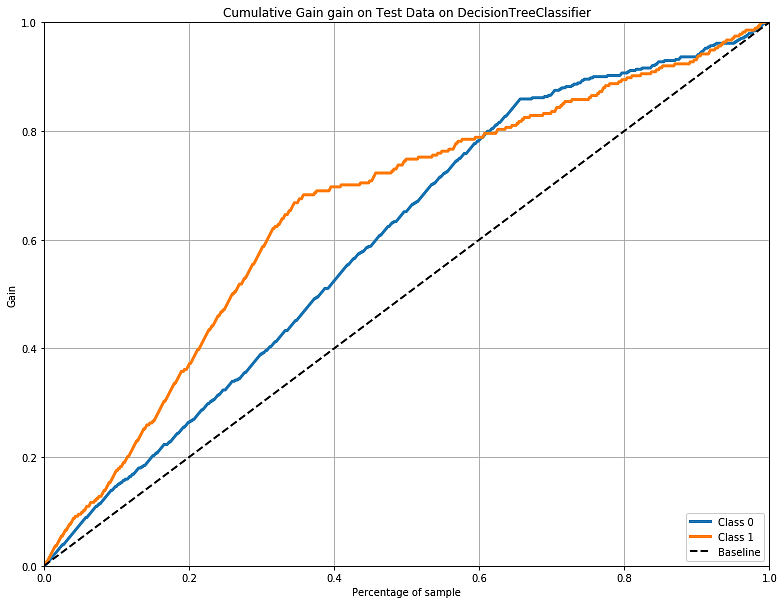 Cumulative Gain gain on Test Data on DecisionTreeClassifier
1.0
0.8
0.6
0.4
0.2
0.0
Gain
0.0 0.2 0.4 0.6 0.8 1.0
Percentage of sample
Class 0
Class 1
Baseline